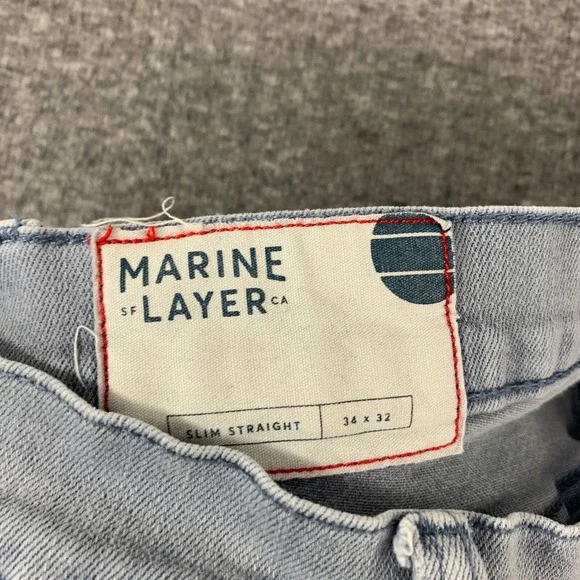 MARINE
SF LAYER CA
SLIM STRAIGHT 34 x 32